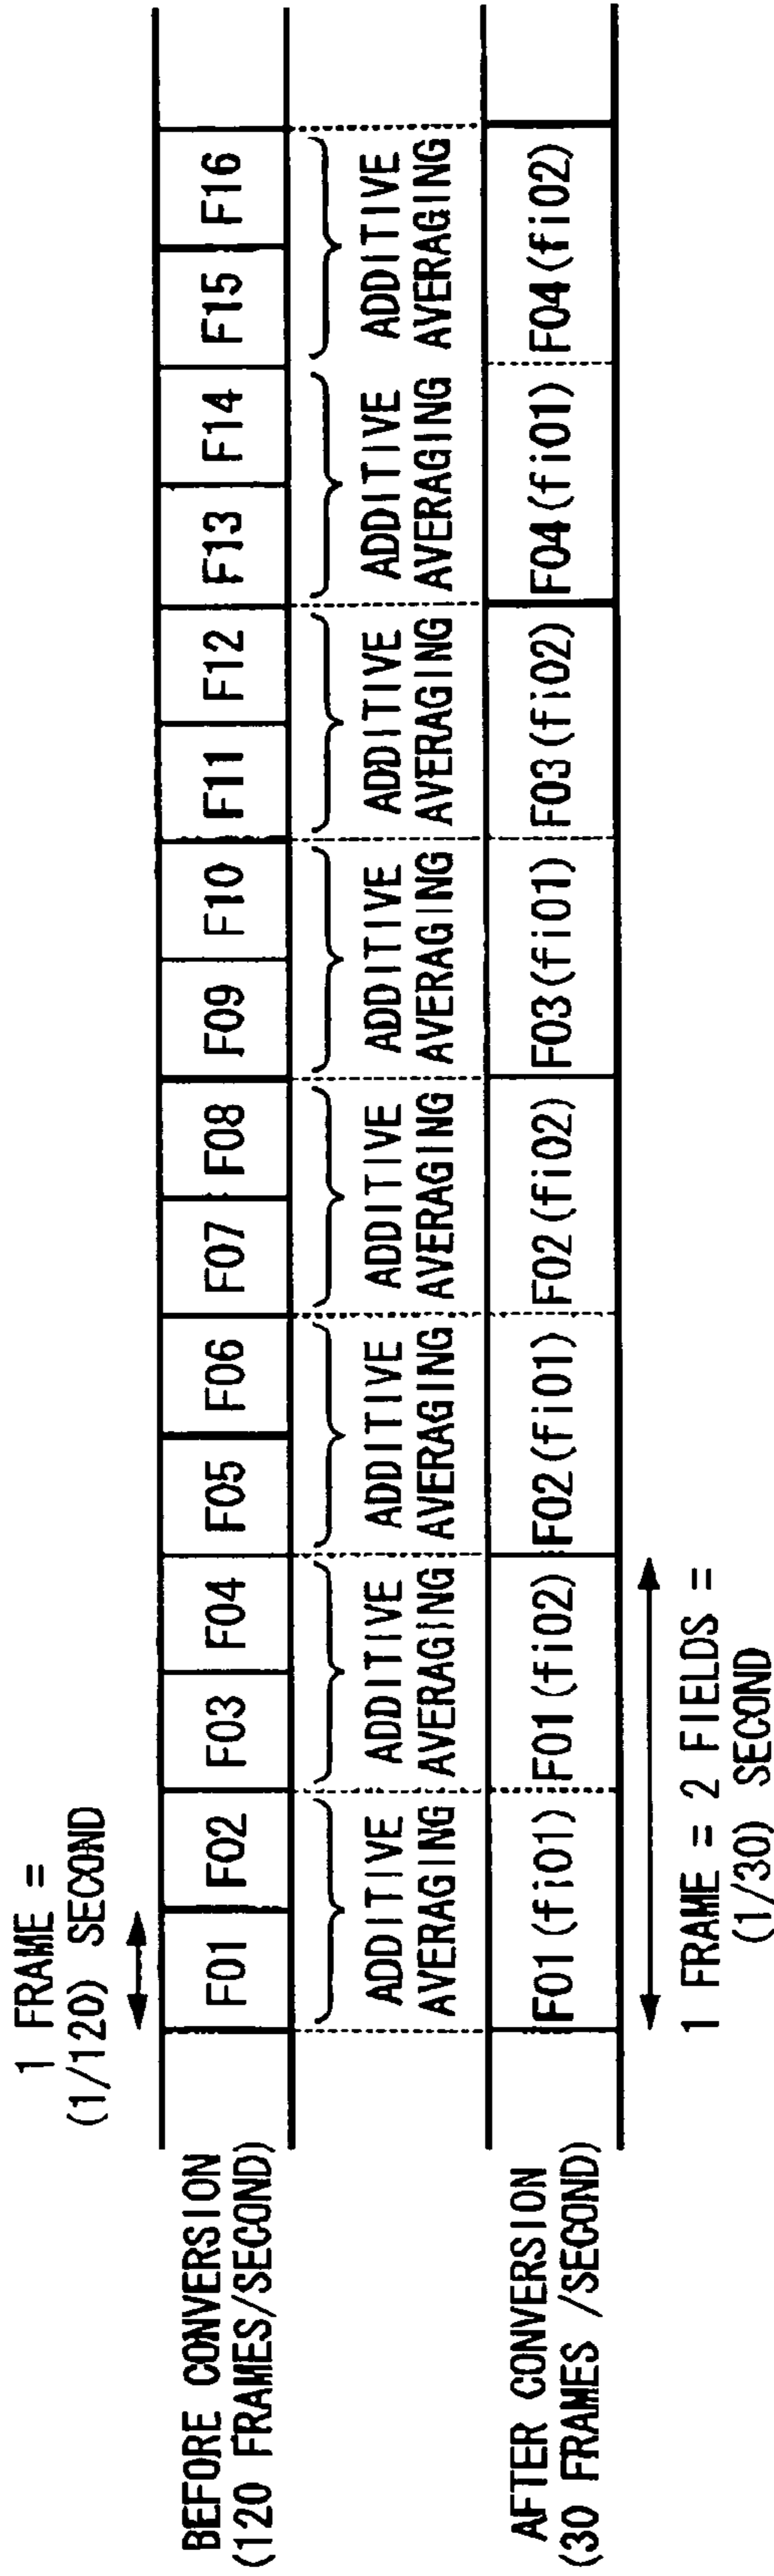 1 FRAME =
(1/120) SECOND
BEFORE CONVERSION
(120 FRAMES/SECOND)
F01 F02 F03 F04 F05 F06 F07 F08 F09 F10 F11 F12 F13 F14 F15 F16
ADDITIVE ADDITIVE ADDITIVE ADDITIVE ADDITIVE ADDITIVE ADDITIVE ADDITIVE
AVERAGING AVERAGING AVERAGING AVERAGING AVERAGING AVERAGING AVERAGING AVERAGING
AFTER CONVERSION
(30 FRAMES /SECOND)
F01(fi01) F01(fi02) F02(fi01) F02(fi02) F03(fi01) F03(fi02) F04(fi01) F04(fi02)
1 FRAME = 2 FIELDS =
(1/30) SECOND